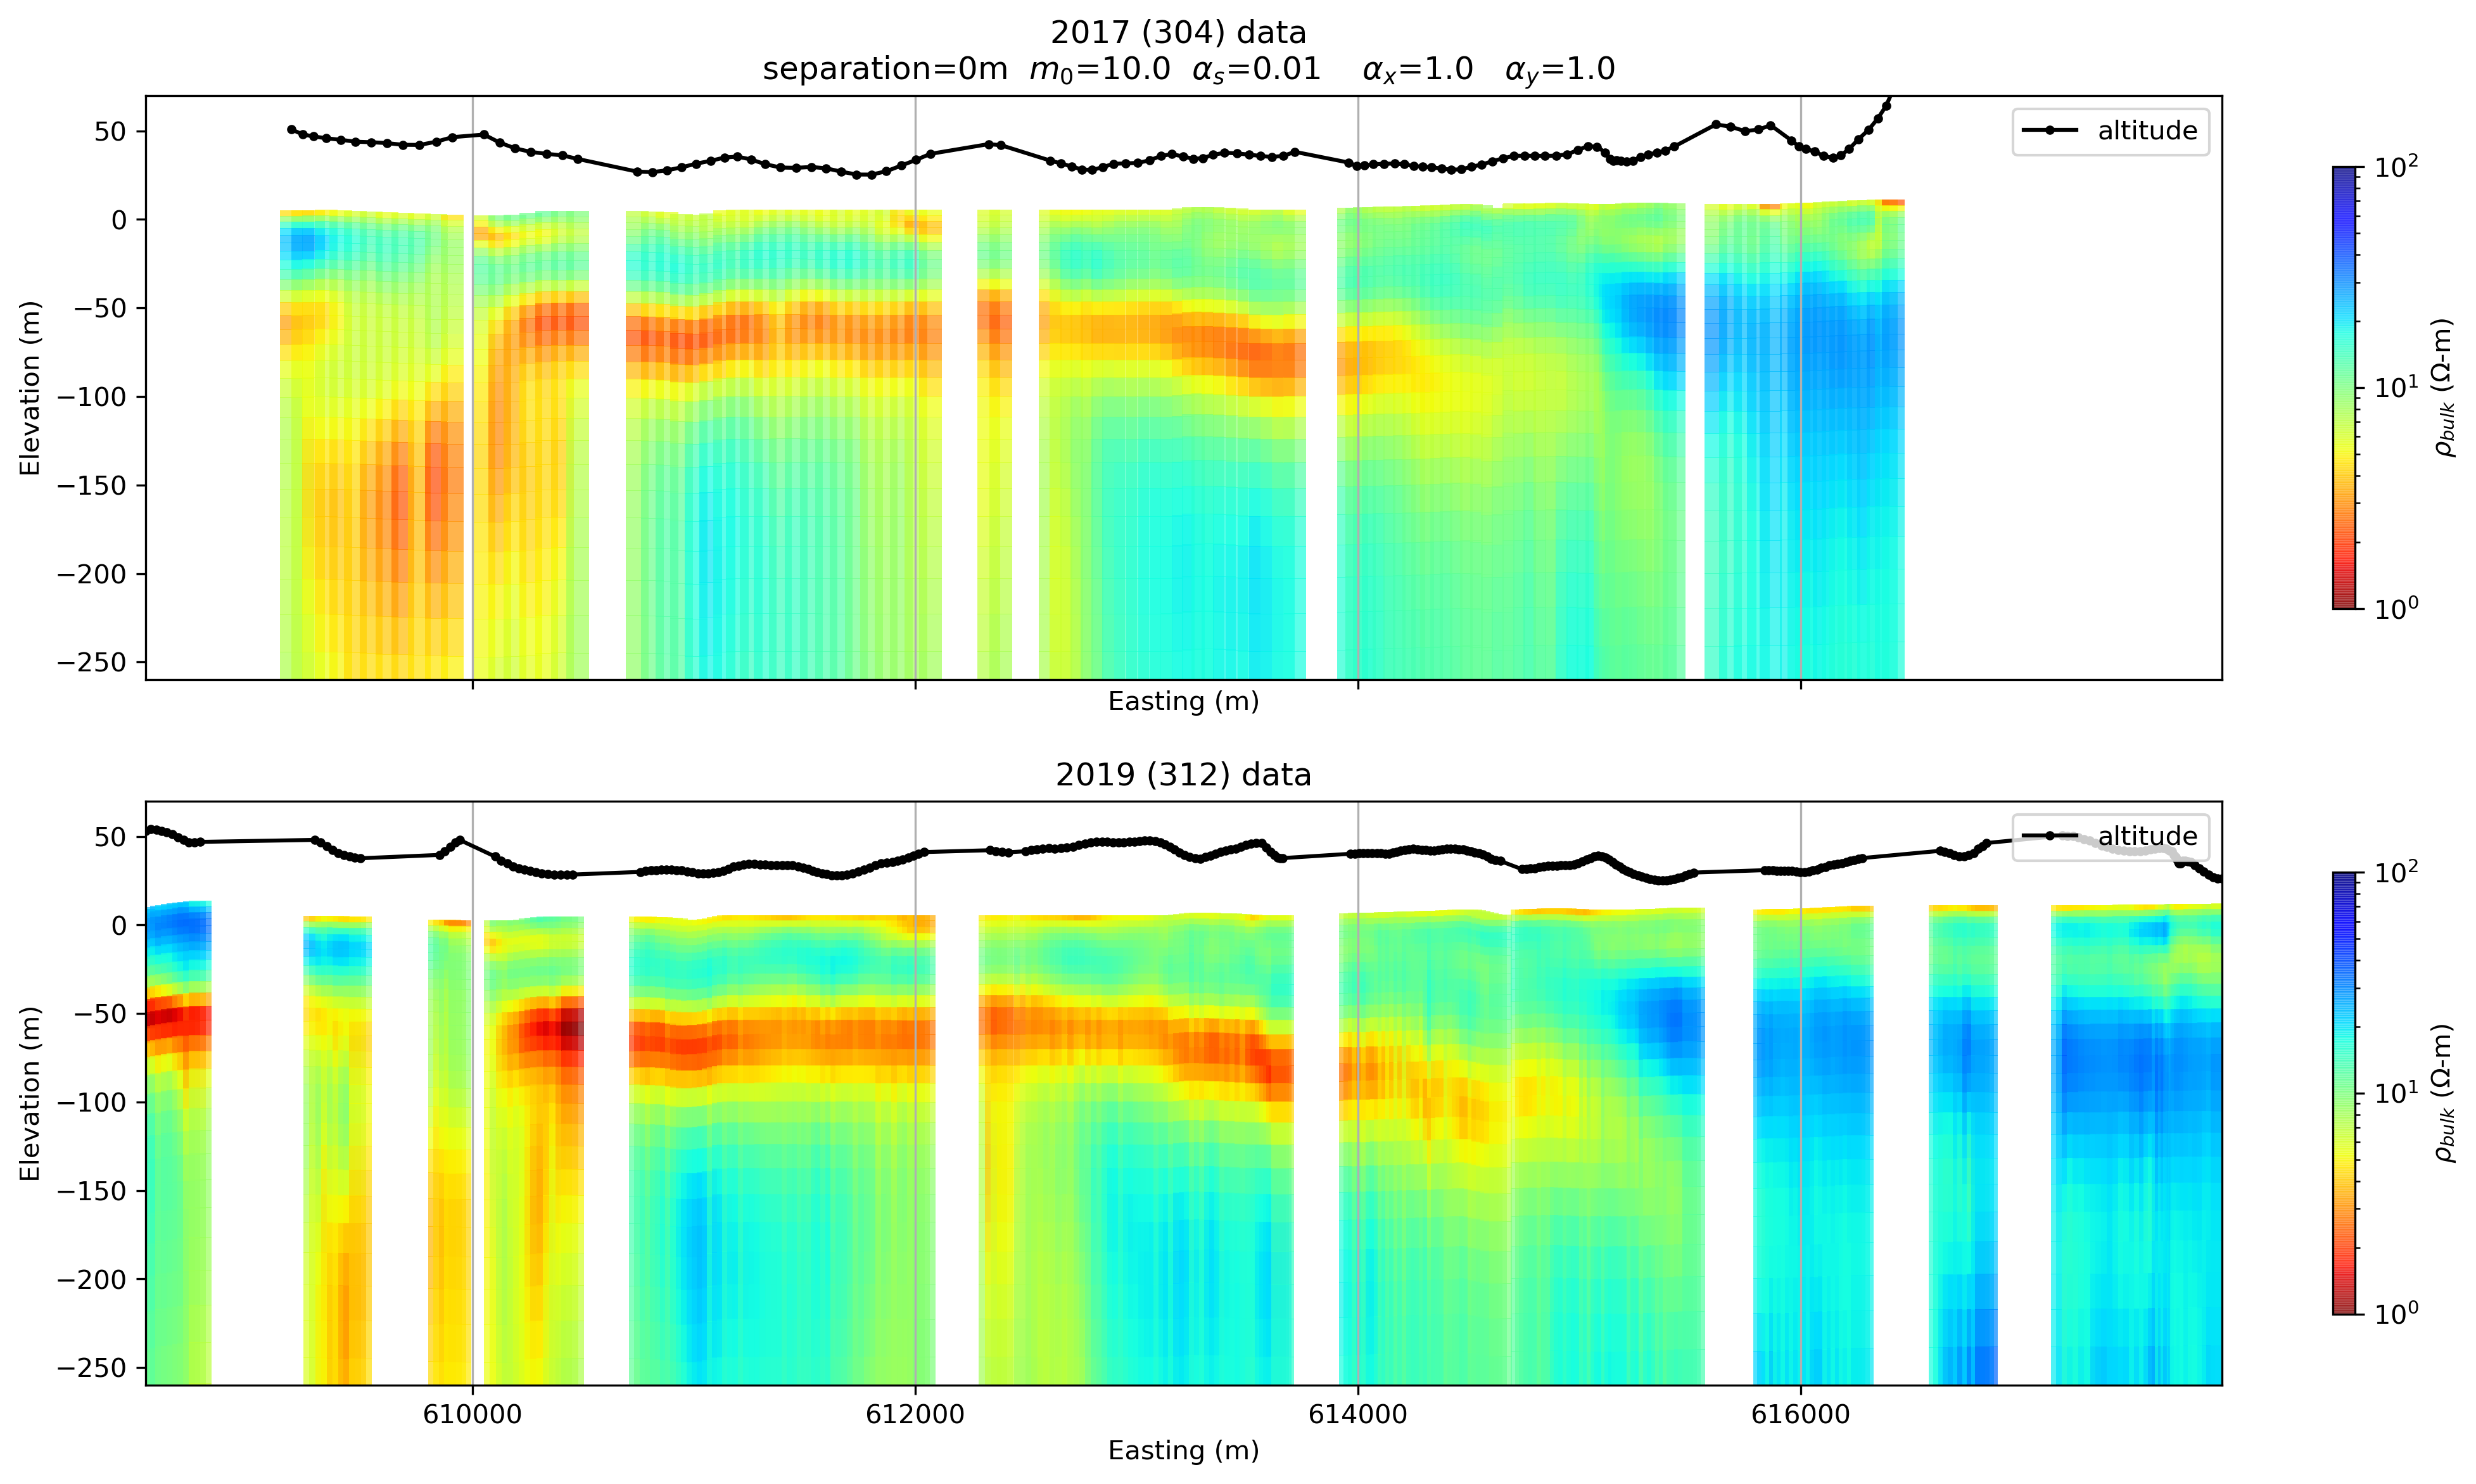 2017 (304) data
separation=0m m₀=10.0 αₛ=0.01 αₓ=1.0 α_y=1.0
altitude
50
0
−50
−100
−150
−200
−250
Elevation (m)
Easting (m)
10²
10¹
10⁰
ρ_bulk (Ω-m)
2019 (312) data
altitude
50
0
−50
−100
−150
−200
−250
Elevation (m)
610000 612000 614000 616000
Easting (m)
10²
10¹
10⁰
ρ_bulk (Ω-m)